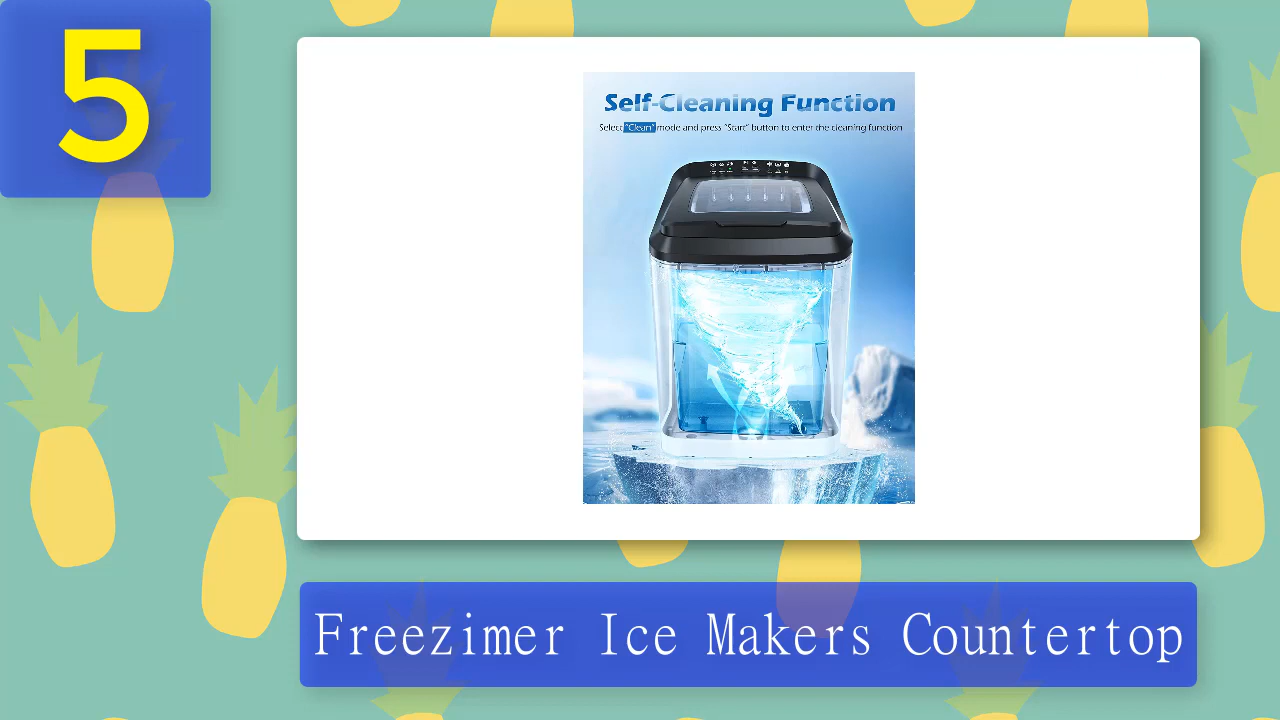 5
Self-Cleaning Function
Select "Clean" mode and press "Start" button to enter the cleaning function
Freezimer Ice Makers Countertop